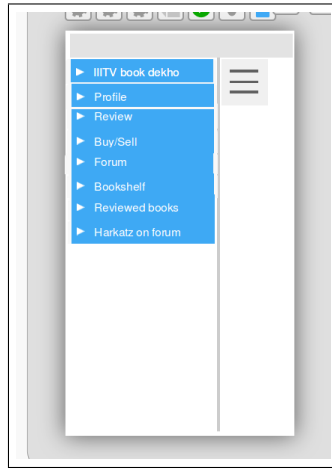 IIITV book dekho
Profile
Review
Buy/Sell
Forum
Bookshelf
Reviewed books
Harkatz on forum